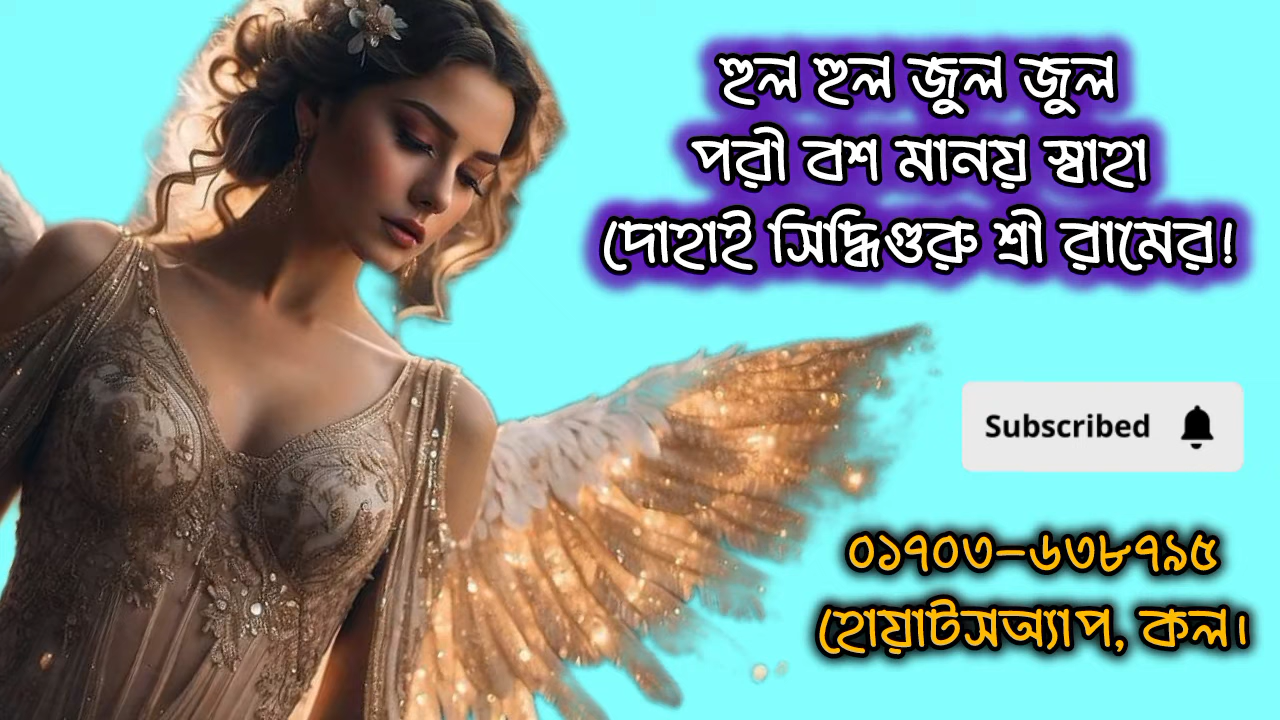 হুল হুল জুল জুল
পরী বশ মানয় স্বাহা
দোহাই সিদ্ধিগুরু শ্রী রামের!
Subscribed
০১৭০৩-৬৩৮৭৯৫
হোয়াটসঅ্যাপ, কল।